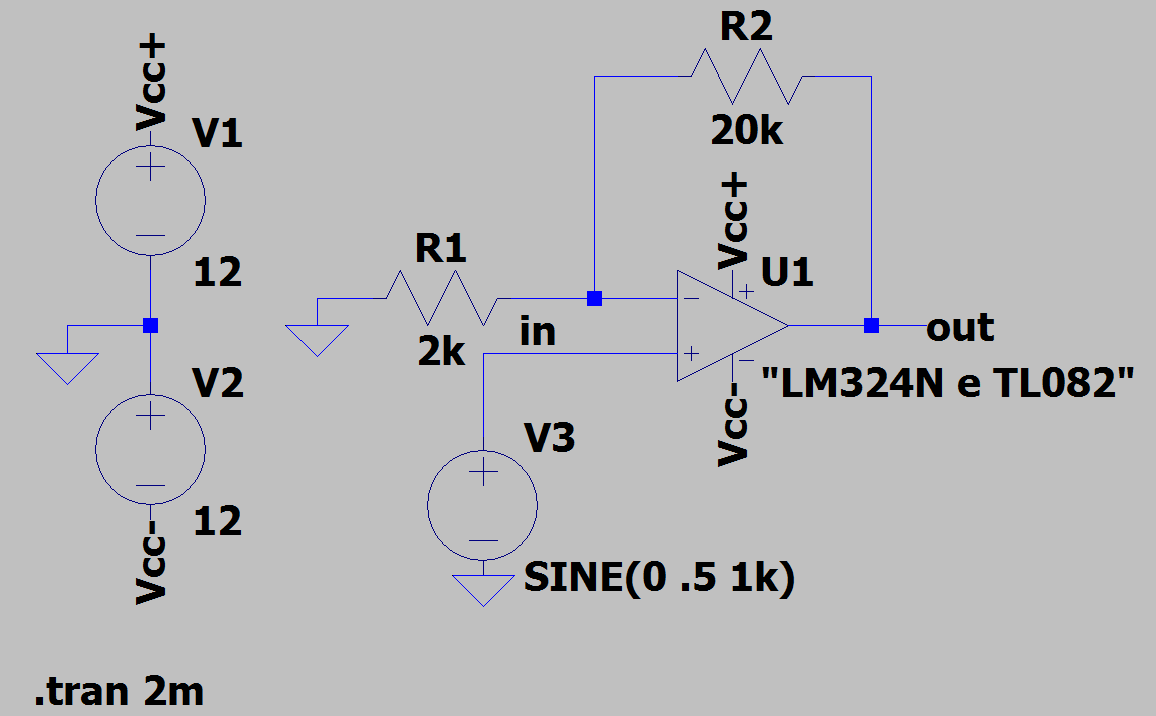 Vcc+
V1
12
V2
12
Vcc-
R2
20k
R1
2k
in
Vcc+
U1
out
"LM324N e TL082"
Vcc-
V3
SINE(0 .5 1k)
.tran 2m